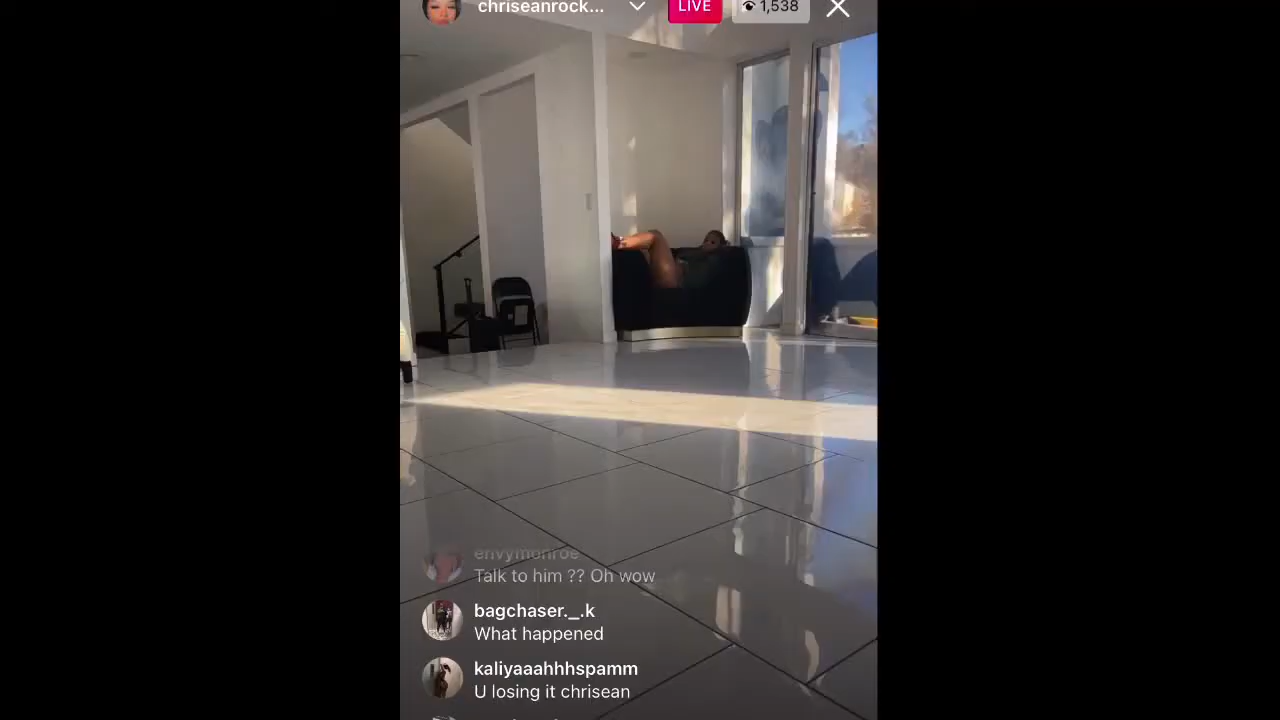 chriseanrock...
LIVE
1,538
envymonroe
Talk to him ?? Oh wow
bagchaser._.k
What happened
kaliyaaahhhspamm
U losing it chrisean